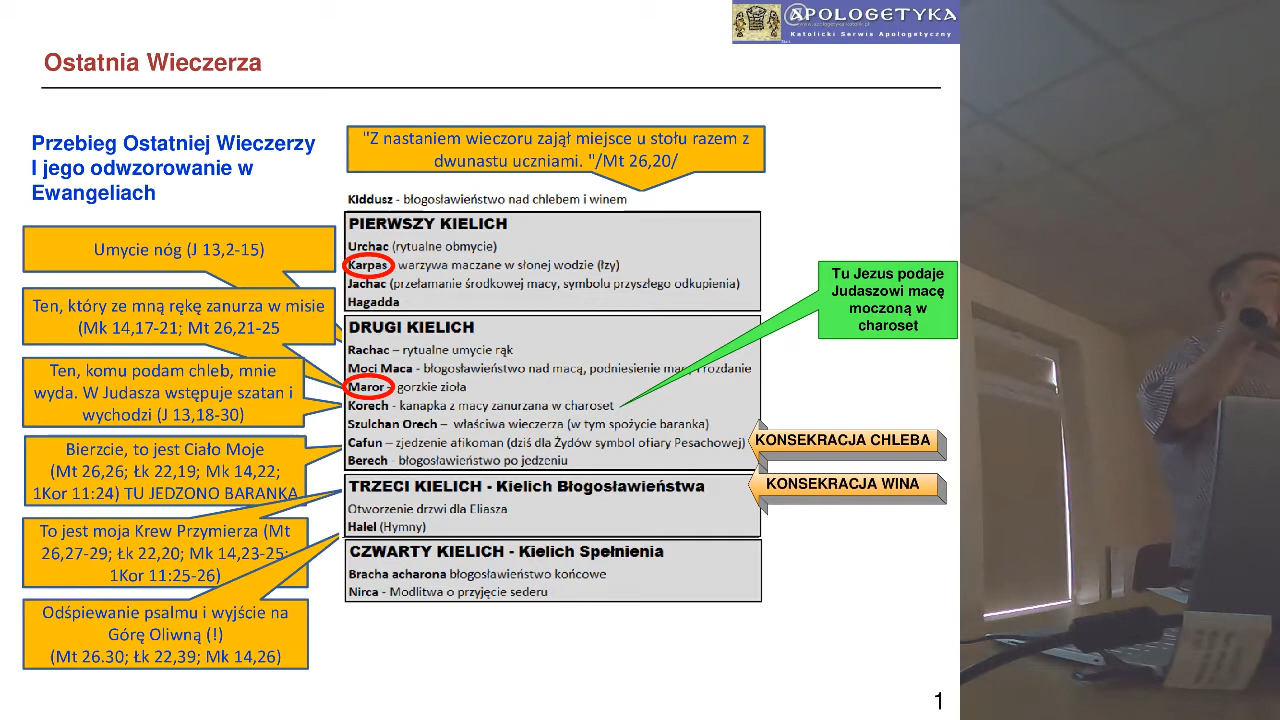 @APOLOGETYKA
www.apologetyka.katolik.pl
Katolicki Serwis Apologetyczny
Ostatnia Wieczerza
Przebieg Ostatniej Wieczerzy
I jego odwzorowanie w
Ewangeliach
"Z nastaniem wieczoru zajął miejsce u stołu razem z
dwunastu uczniami. "/Mt 26,20/
Kiddusz - błogosławieństwo nad chlebem i winem
PIERWSZY KIELICH
Urchac (rytualne obmycie)
Karpas - warzywa maczane w słonej wodzie (łzy)
Jachac (przełamanie środkowej macy, symbolu przyszłego odkupienia)
Hagadda
DRUGI KIELICH
Rachac – rytualne umycie rąk
Moci Maca - błogosławieństwo nad macą, podniesienie macy i rozdanie
Maror - gorzkie zioła
Korech - kanapka z macy zanurzana w charoset
Szulchan Orech – właściwa wieczerza (w tym spożycie baranka)
Cafun – zjedzenie afikoman (dziś dla Żydów symbol ofiary Pesachowej)
Berech - błogosławieństwo po jedzeniu
TRZECI KIELICH - Kielich Błogosławieństwa
Otworzenie drzwi dla Eliasza
Halel (Hymny)
CZWARTY KIELICH - Kielich Spełnienia
Bracha acharona błogosławieństwo końcowe
Nirca - Modlitwa o przyjęcie sederu
Umycie nóg (J 13,2-15)
Ten, który ze mną rękę zanurza w misie
(Mk 14,17-21; Mt 26,21-25
Ten, komu podam chleb, mnie
wyda. W Judasza wstępuje szatan i
wychodzi (J 13,18-30)
Bierzcie, to jest Ciało Moje
(Mt 26,26; Łk 22,19; Mk 14,22;
1Kor 11:24) TU JEDZONO BARANKA
To jest moja Krew Przymierza (Mt
26,27-29; Łk 22,20; Mk 14,23-25;
1Kor 11:25-26)
Odśpiewanie psalmu i wyjście na
Górę Oliwną (!)
(Mt 26.30; Łk 22,39; Mk 14,26)
Tu Jezus podaje
Judaszowi macę
moczoną w
charoset
KONSEKRACJA CHLEBA
KONSEKRACJA WINA
1